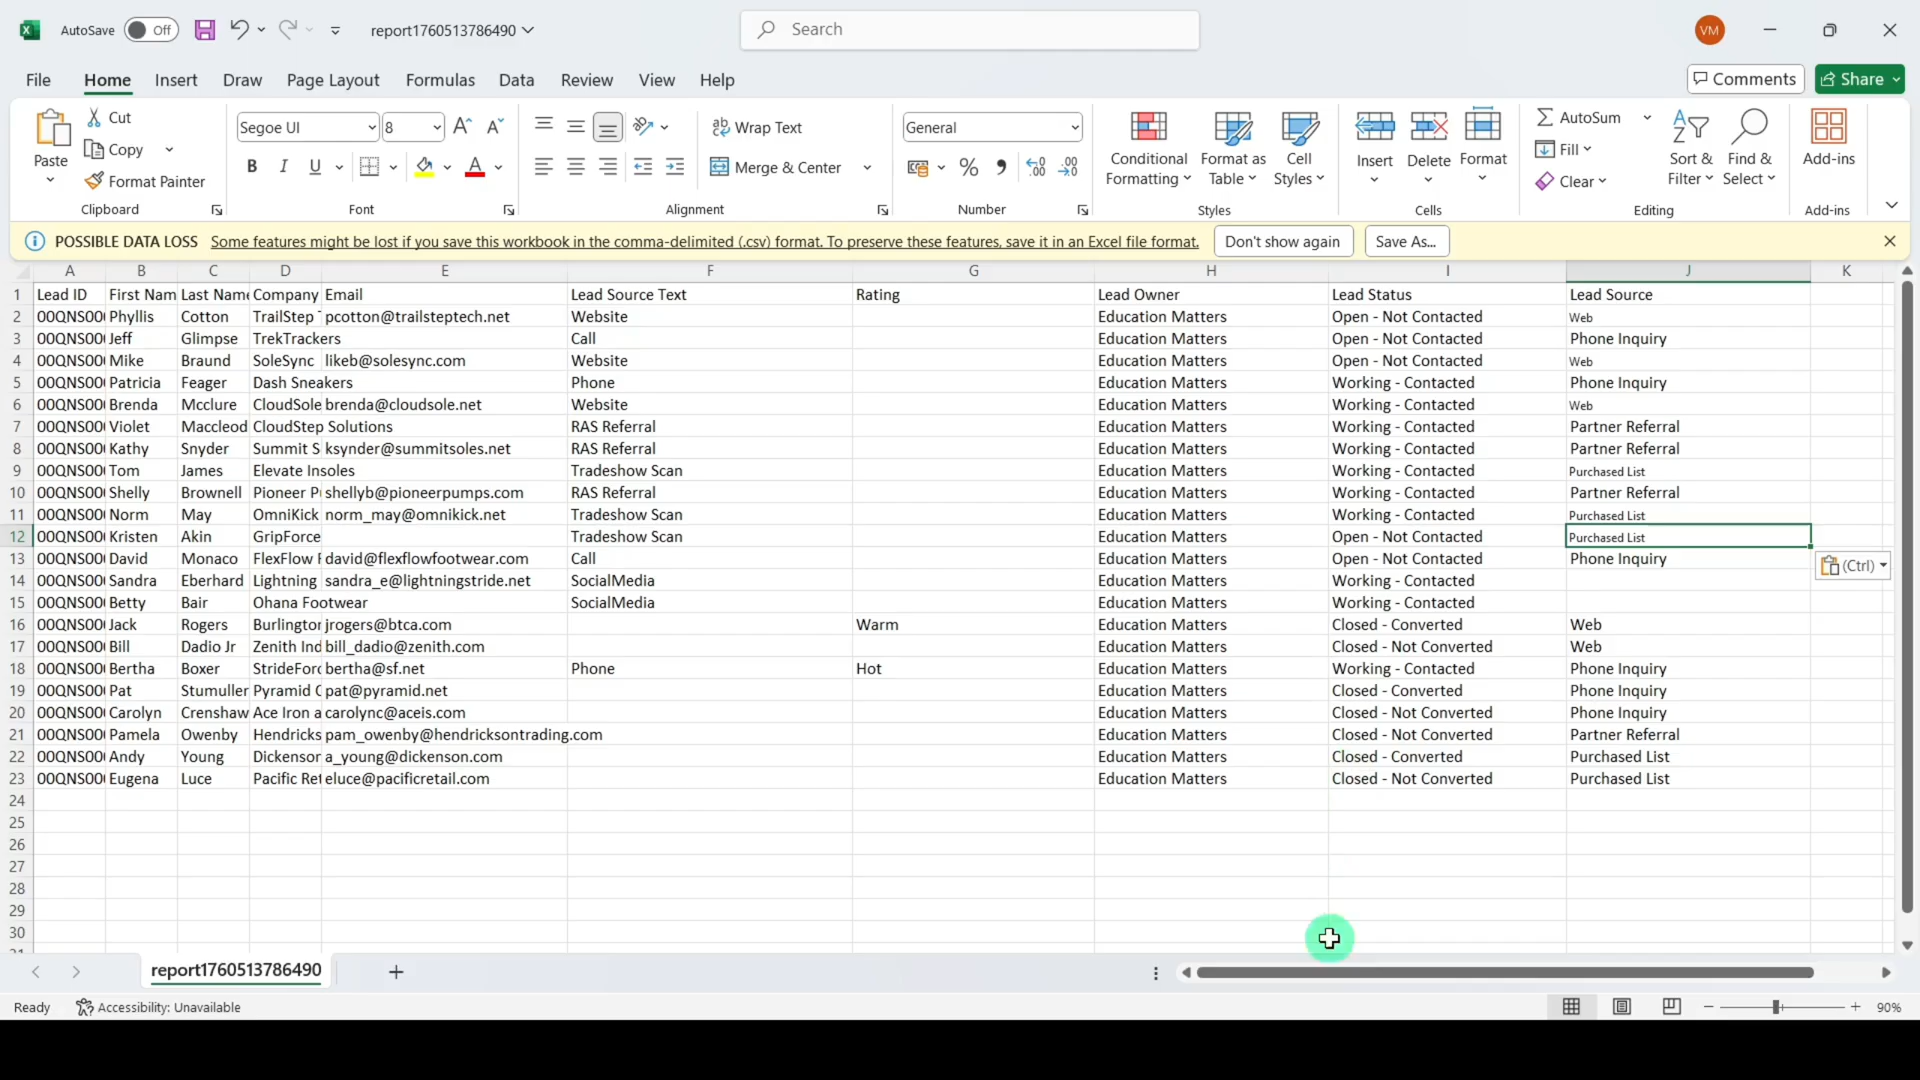 AutoSave Off report1760513786490 Search VM
File Home Insert Draw Page Layout Formulas Data Review View Help Comments Share
Paste Cut Copy Format Painter Clipboard
Segoe UI 8 B I U Font
Wrap Text Merge & Center Alignment
General % Number
Conditional Formatting Format as Table Cell Styles Styles
Insert Delete Format Cells
AutoSum Fill Clear Sort & Filter Find & Select Editing
Add-ins Add-ins
POSSIBLE DATA LOSS Some features might be lost if you save this workbook in the comma-delimited (.csv) format. To preserve these features, save it in an Excel file format. Don't show again Save As...
A B C D E F G H I J K
1 Lead ID First Nam Last Name Company Email Lead Source Text Rating Lead Owner Lead Status Lead Source
2 00QNS00 Phyllis Cotton TrailStep pcotton@trailsteptech.net Website Education Matters Open - Not Contacted Web
3 00QNS00 Jeff Glimpse TrekTrackers Call Education Matters Open - Not Contacted Phone Inquiry
4 00QNS00 Mike Braund SoleSync likeb@solesync.com Website Education Matters Open - Not Contacted Web
5 00QNS00 Patricia Feager Dash Sneakers Phone Education Matters Working - Contacted Phone Inquiry
6 00QNS00 Brenda Mcclure CloudSole brenda@cloudsole.net Website Education Matters Working - Contacted Web
7 00QNS00 Violet Maccleod CloudStep Solutions RAS Referral Education Matters Working - Contacted Partner Referral
8 00QNS00 Kathy Snyder Summit S ksynder@summitsoles.net RAS Referral Education Matters Working - Contacted Partner Referral
9 00QNS00 Tom James Elevate Insoles Tradeshow Scan Education Matters Working - Contacted Purchased List
10 00QNS00 Shelly Brownell Pioneer P shellyb@pioneerpumps.com RAS Referral Education Matters Working - Contacted Partner Referral
11 00QNS00 Norm May OmniKick norm_may@omnikick.net Tradeshow Scan Education Matters Working - Contacted Purchased List
12 00QNS00 Kristen Akin GripForce Tradeshow Scan Education Matters Open - Not Contacted Purchased List
13 00QNS00 David Monaco FlexFlow F david@flexflowfootwear.com Call Education Matters Open - Not Contacted Phone Inquiry
(Ctrl)
14 00QNS00 Sandra Eberhard Lightning sandra_e@lightningstride.net SocialMedia Education Matters Working - Contacted
15 00QNS00 Betty Bair Ohana Footwear SocialMedia Education Matters Working - Contacted
16 00QNS00 Jack Rogers Burlington jrogers@btca.com Warm Education Matters Closed - Converted Web
17 00QNS00 Bill Dadio Jr Zenith Ind bill_dadio@zenith.com Education Matters Closed - Not Converted Web
18 00QNS00 Bertha Boxer StrideForc bertha@sf.net Phone Hot Education Matters Working - Contacted Phone Inquiry
19 00QNS00 Pat Stumuller Pyramid C pat@pyramid.net Education Matters Closed - Converted Phone Inquiry
20 00QNS00 Carolyn Crenshaw Ace Iron a carolync@aceis.com Education Matters Closed - Not Converted Phone Inquiry
21 00QNS00 Pamela Owenby Hendricks pam_owenby@hendricksontrading.com Education Matters Closed - Not Converted Partner Referral
22 00QNS00 Andy Young Dickenson a_young@dickenson.com Education Matters Closed - Converted Purchased List
23 00QNS00 Eugena Luce Pacific Ret eluce@pacificretail.com Education Matters Closed - Not Converted Purchased List
24
25
26
27
28
29
30
report1760513786490
Ready Accessibility: Unavailable 90%